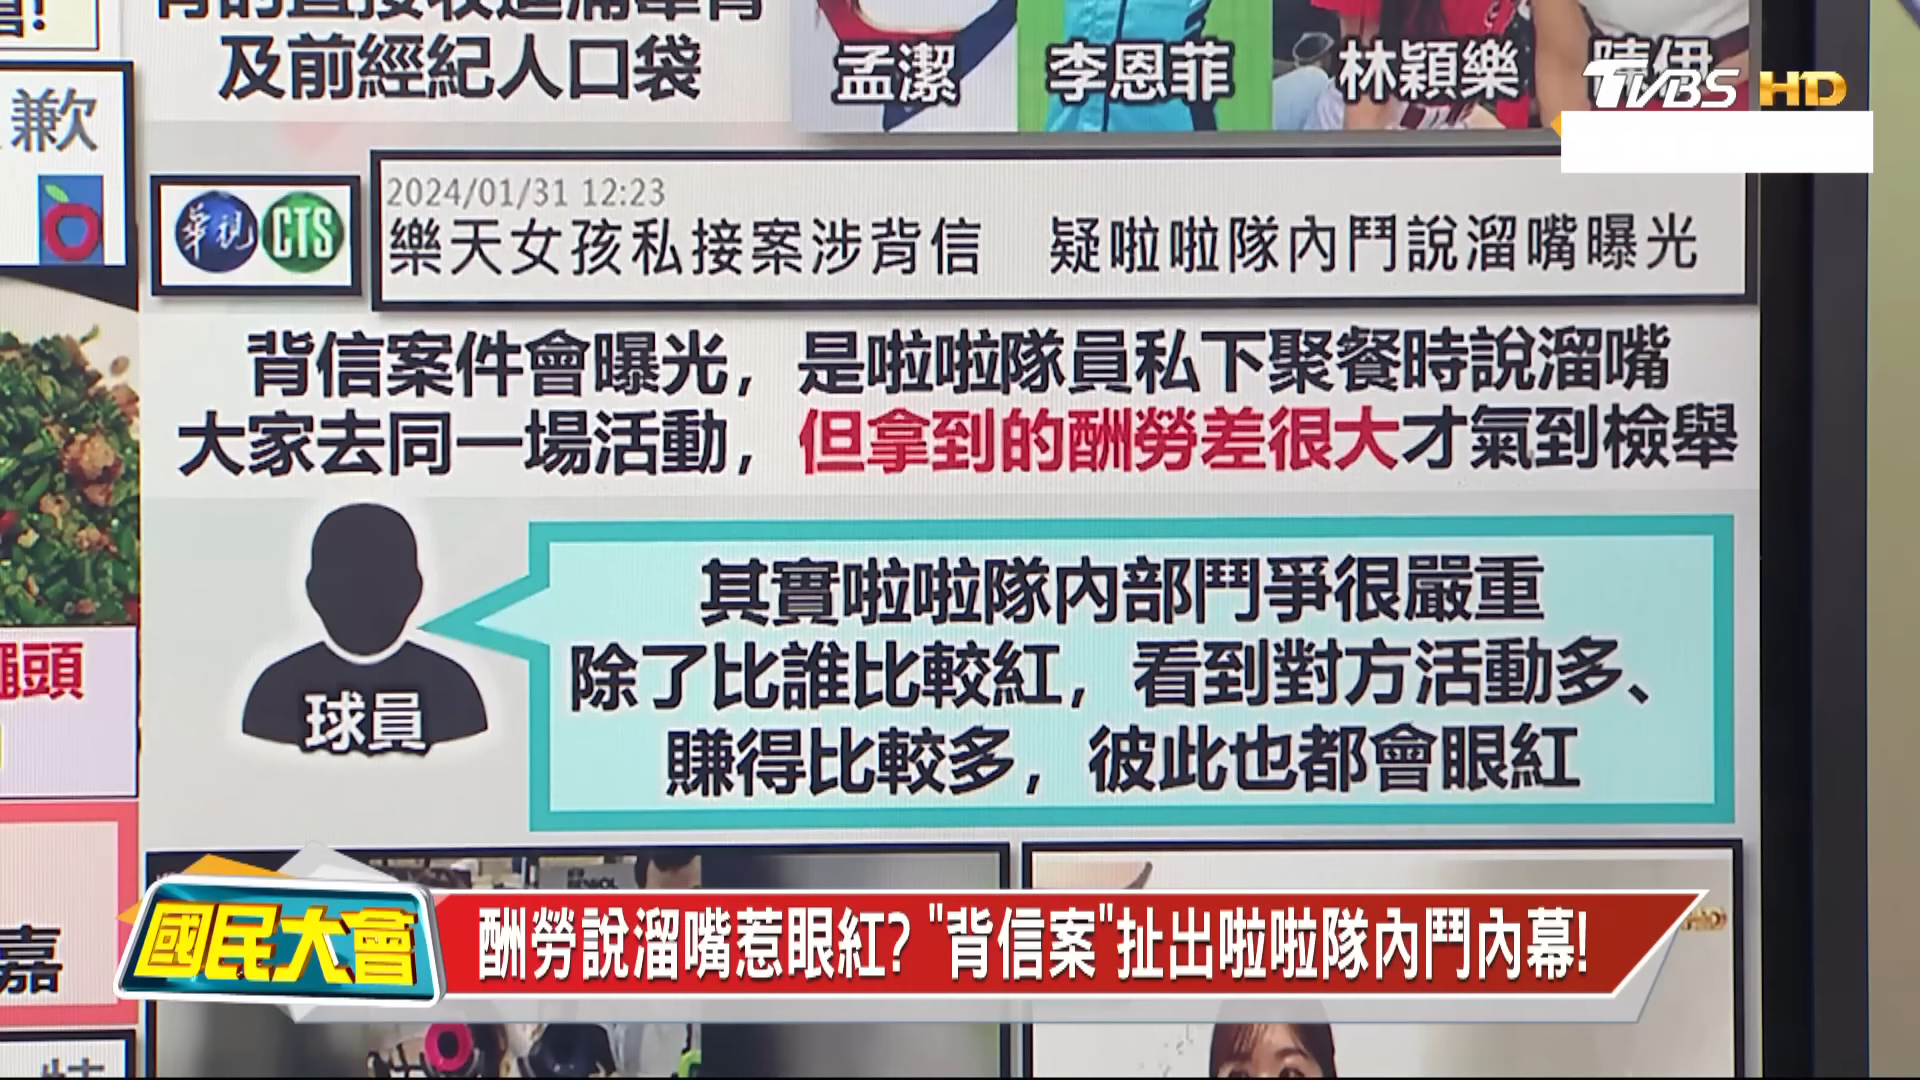 及前經紀人口袋
孟潔
李恩菲
林穎樂
TVBS HD
歉
華視 CTS
2024/01/31 12:23
樂天女孩私接案涉背信 疑啦啦隊內鬥說溜嘴曝光
背信案件會曝光，是啦啦隊員私下聚餐時說溜嘴
大家去同一場活動，但拿到的酬勞差很大才氣到檢舉
其實啦啦隊內部鬥爭很嚴重
除了比誰比較紅，看到對方活動多、
賺得比較多，彼此也都會眼紅
球員
頭
嘉
國民大會
酬勞說溜嘴惹眼紅? "背信案"扯出啦啦隊內鬥內幕!